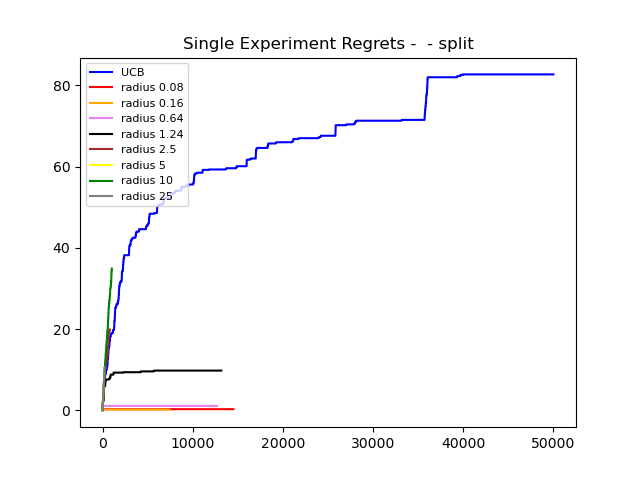 Single Experiment Regrets -  - split
UCB
radius 0.08
radius 0.16
radius 0.64
radius 1.24
radius 2.5
radius 5
radius 10
radius 25
80
60
40
20
0
0 10000 20000 30000 40000 50000